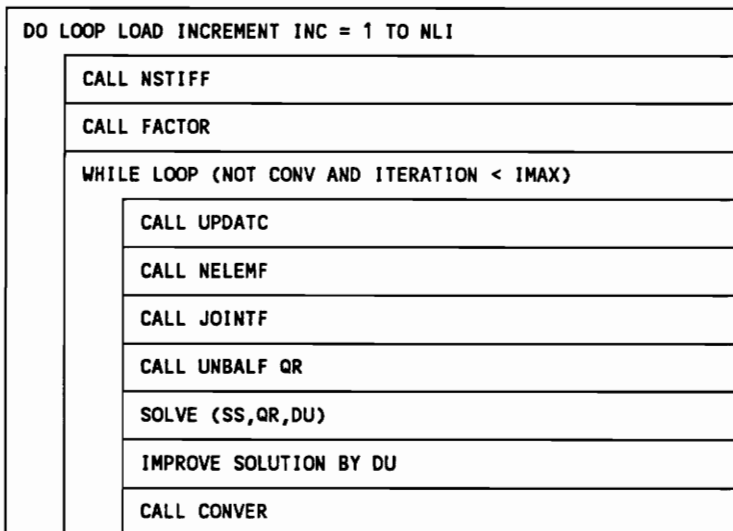 DO LOOP LOAD INCREMENT INC = 1 TO NLI
CALL NSTIFF
CALL FACTOR
WHILE LOOP (NOT CONV AND ITERATION < IMAX)
CALL UPDATC
CALL NELEMF
CALL JOINTF
CALL UNBALF QR
SOLVE (SS,QR,DU)
IMPROVE SOLUTION BY DU
CALL CONVER